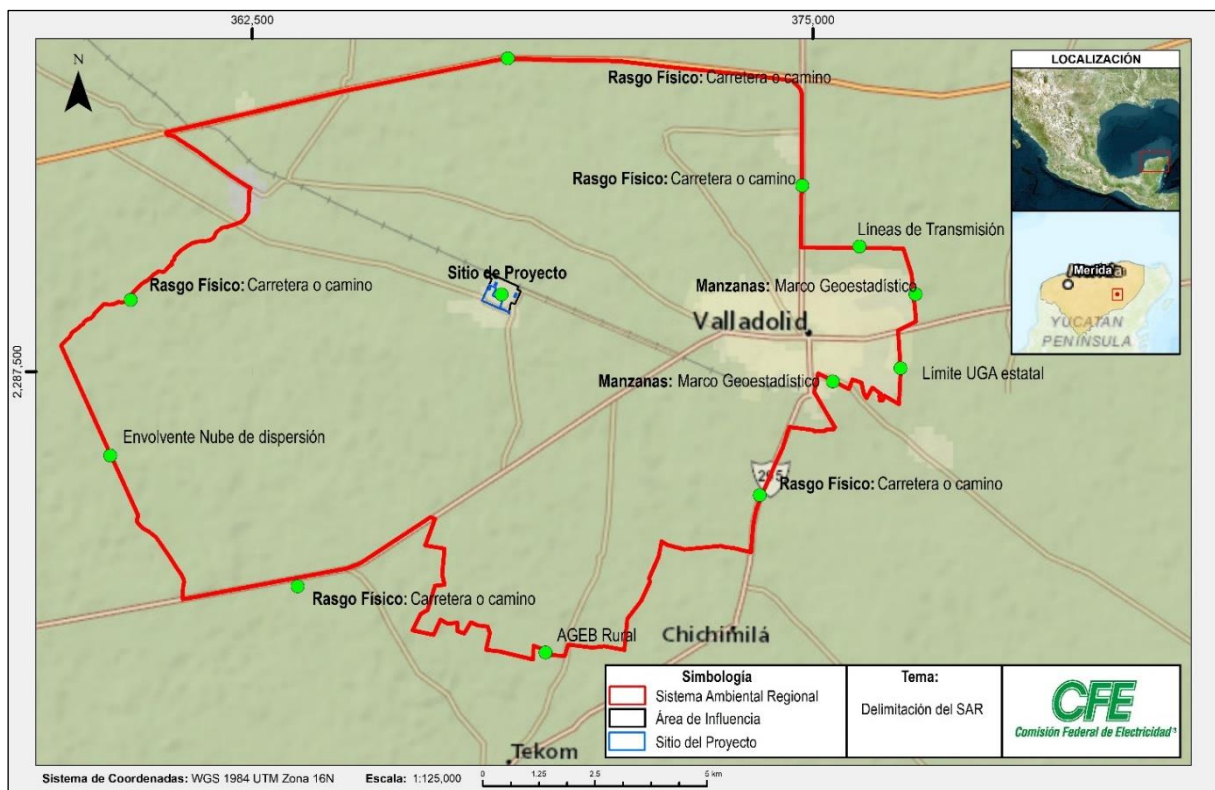 362,500
375,000
2,287,500
N
Rasgo Físico: Carretera o camino
Rasgo Físico: Carretera o camino
Líneas de Transmisión
Sitio de Proyecto
Rasgo Físico: Carretera o camino
Manzanas: Marco Geoestadístico
Valladolid
Manzanas: Marco Geoestadístico
Límite UGA estatal
Envolvente Nube de dispersión
295
Rasgo Físico: Carretera o camino
Rasgo Físico: Carretera o camino
AGEB Rural
Chichimilá
Tekom
LOCALIZACIÓN
Merida
YUCATAN
PENINSULA
Simbología
Sistema Ambiental Regional
Área de Influencia
Sitio del Proyecto
Tema:
Delimitación del SAR
CFE
Comisión Federal de Electricidad
Sistema de Coordenadas: WGS 1984 UTM Zona 16N Escala: 1:125,000
0 1.25 2.5 5 km